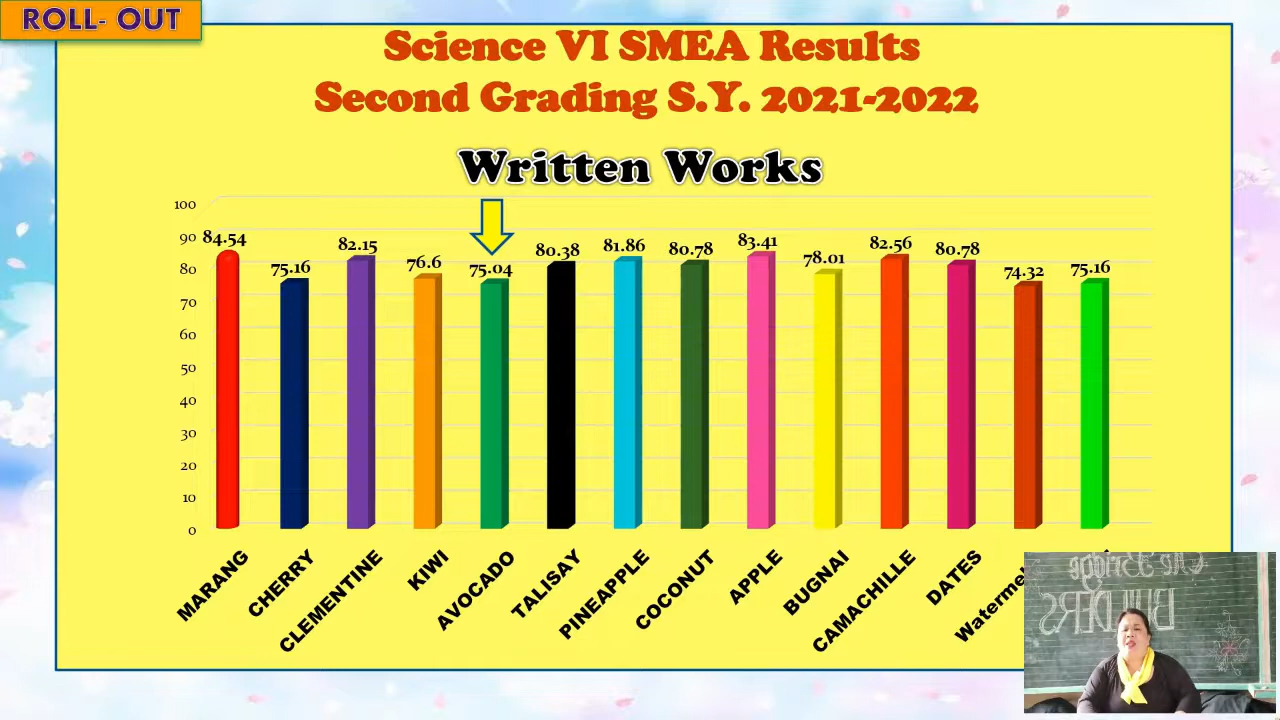 ROLL- OUT
Science VI SMEA Results
Second Grading S.Y. 2021-2022
Written Works
100
90
80
70
60
50
40
30
20
10
0
84.54
75.16
82.15
76.6
75.04
80.38
81.86
80.78
83.41
78.01
82.56
80.78
74.32
75.16
MARANG
CHERRY
CLEMENTINE
KIWI
AVOCADO
TALISAY
PINEAPPLE
COCONUT
APPLE
BUGNAI
CAMACHILLE
DATES
The Bridge
BUILDERS